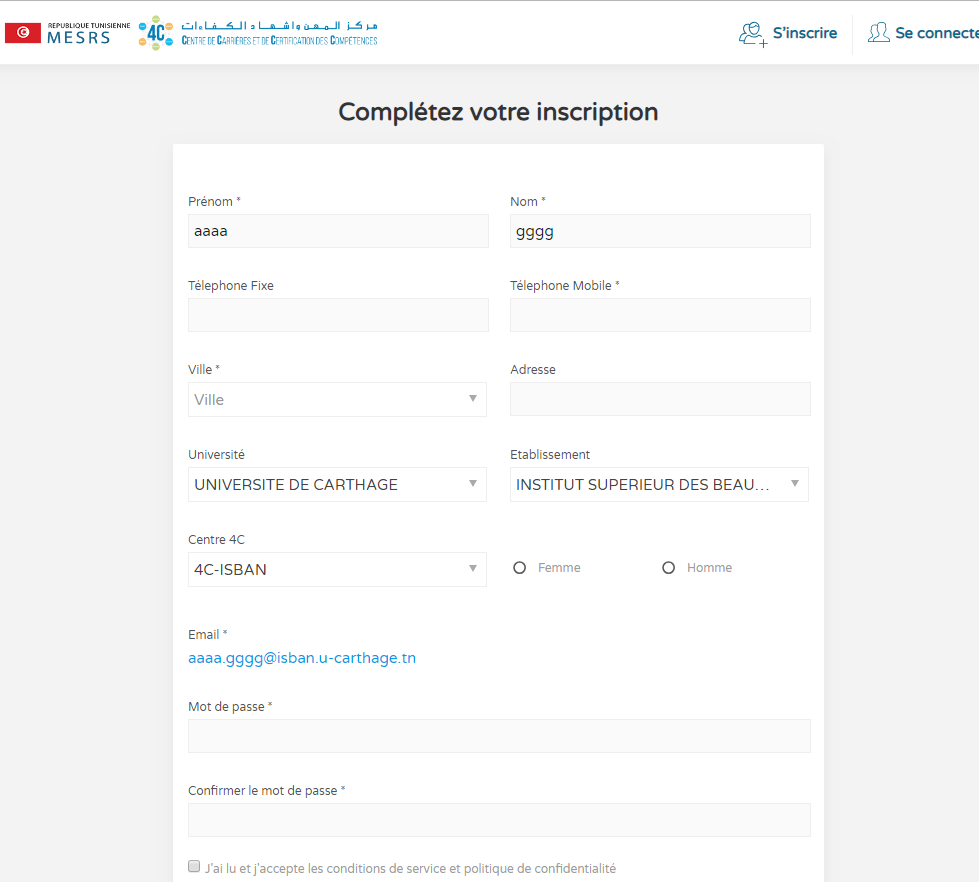 REPUBLIQUE TUNISIENNE
MESRS
4C
مركز المهن واشهاد الكفاءات
CENTRE DE CARRIÈRES ET DE CERTIFICATION DES COMPÉTENCES
S'inscrire
Se connecte
Complétez votre inscription
Prénom * Nom *
aaaa gggg
Télephone Fixe Télephone Mobile *
Ville * Adresse
Ville
Université Etablissement
UNIVERSITE DE CARTHAGE INSTITUT SUPERIEUR DES BEAU...
Centre 4C
4C-ISBAN Femme Homme
Email *
aaaa.gggg@isban.u-carthage.tn
Mot de passe *
Confirmer le mot de passe *
J'ai lu et j'accepte les conditions de service et politique de confidentialité